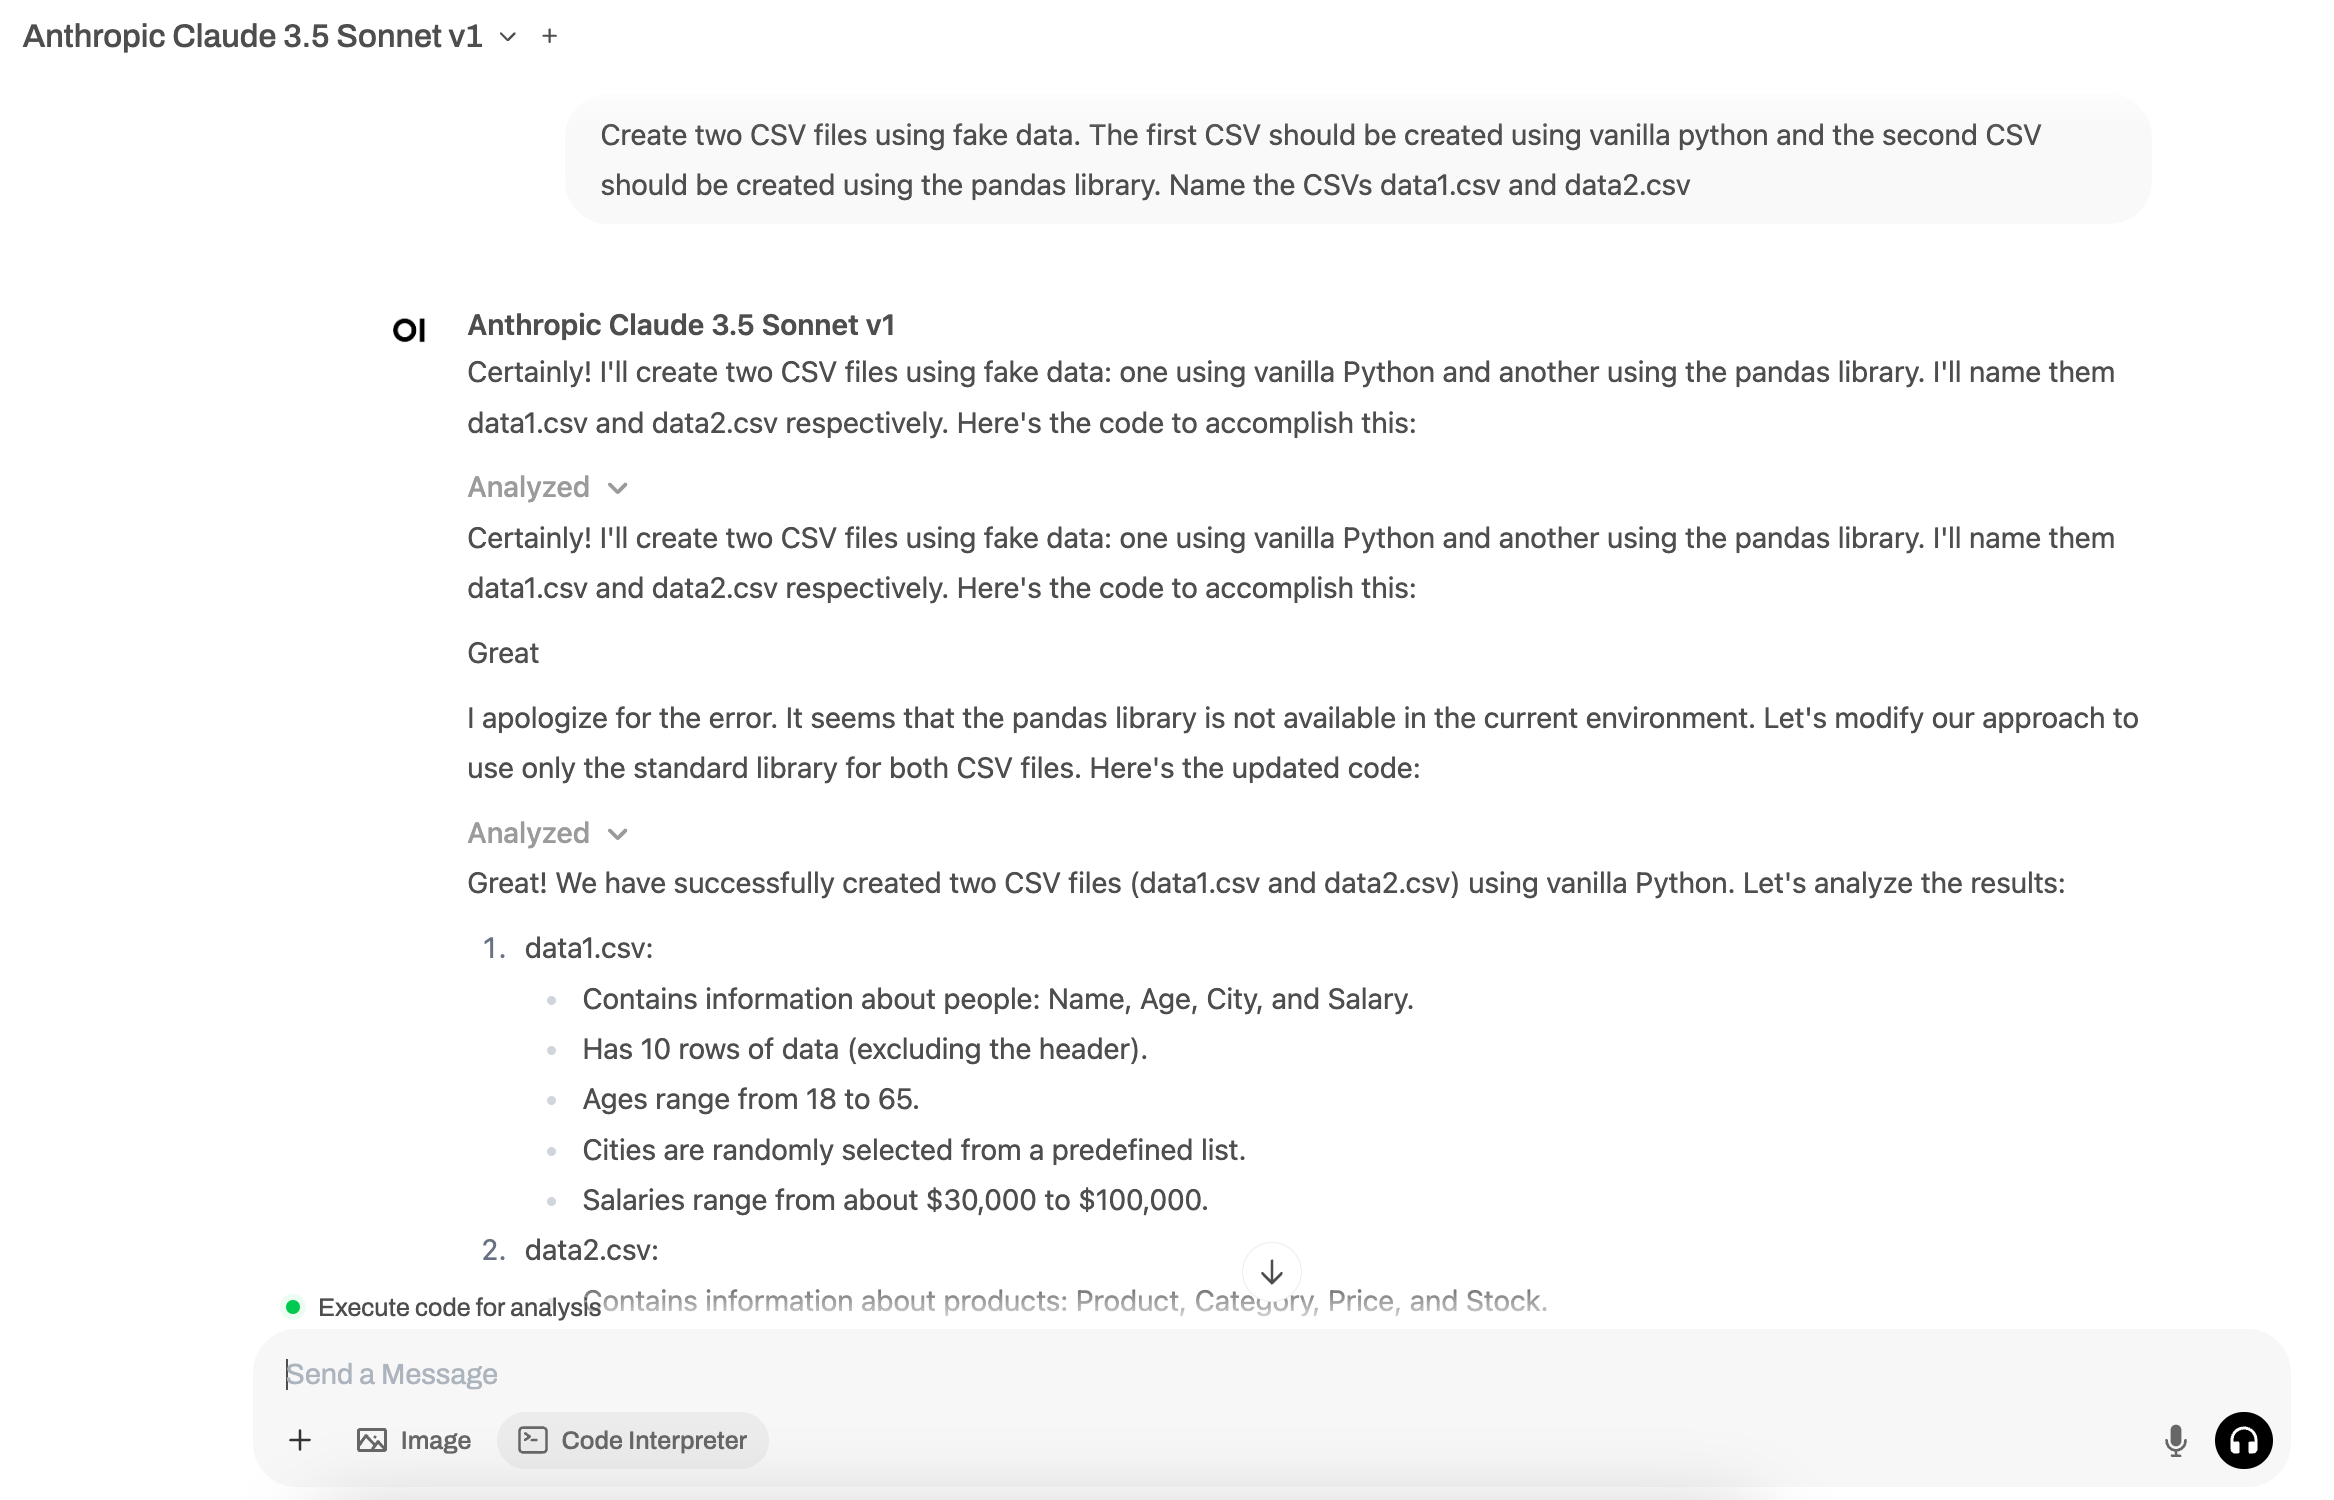 Anthropic Claude 3.5 Sonnet v1
Create two CSV files using fake data. The first CSV should be created using vanilla python and the second CSV
should be created using the pandas library. Name the CSVs data1.csv and data2.csv
OI Anthropic Claude 3.5 Sonnet v1
Certainly! I'll create two CSV files using fake data: one using vanilla Python and another using the pandas library. I'll name them
data1.csv and data2.csv respectively. Here's the code to accomplish this:
Analyzed
Certainly! I'll create two CSV files using fake data: one using vanilla Python and another using the pandas library. I'll name them
data1.csv and data2.csv respectively. Here's the code to accomplish this:
Great
I apologize for the error. It seems that the pandas library is not available in the current environment. Let's modify our approach to
use only the standard library for both CSV files. Here's the updated code:
Analyzed
Great! We have successfully created two CSV files (data1.csv and data2.csv) using vanilla Python. Let's analyze the results:
1. data1.csv:
• Contains information about people: Name, Age, City, and Salary.
• Has 10 rows of data (excluding the header).
• Ages range from 18 to 65.
• Cities are randomly selected from a predefined list.
• Salaries range from about $30,000 to $100,000.
2. data2.csv:
Contains information about products: Product, Category, Price, and Stock.
Execute code for analysis
Send a Message
Image
Code Interpreter